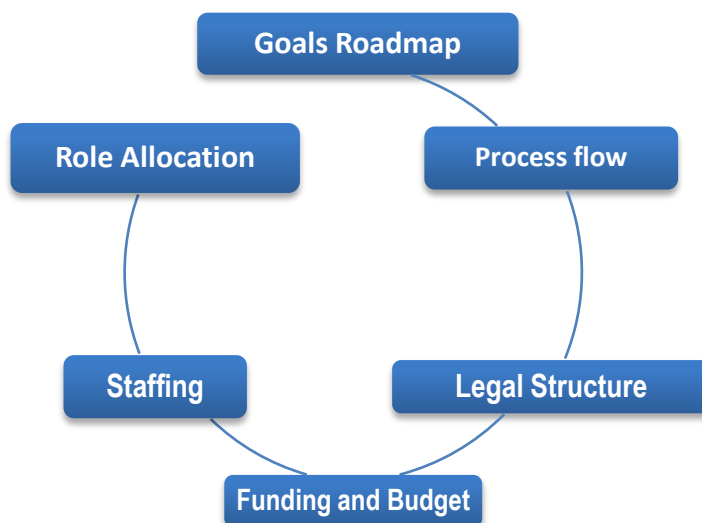 Goals Roadmap
Role Allocation
Process flow
Staffing
Legal Structure
Funding and Budget